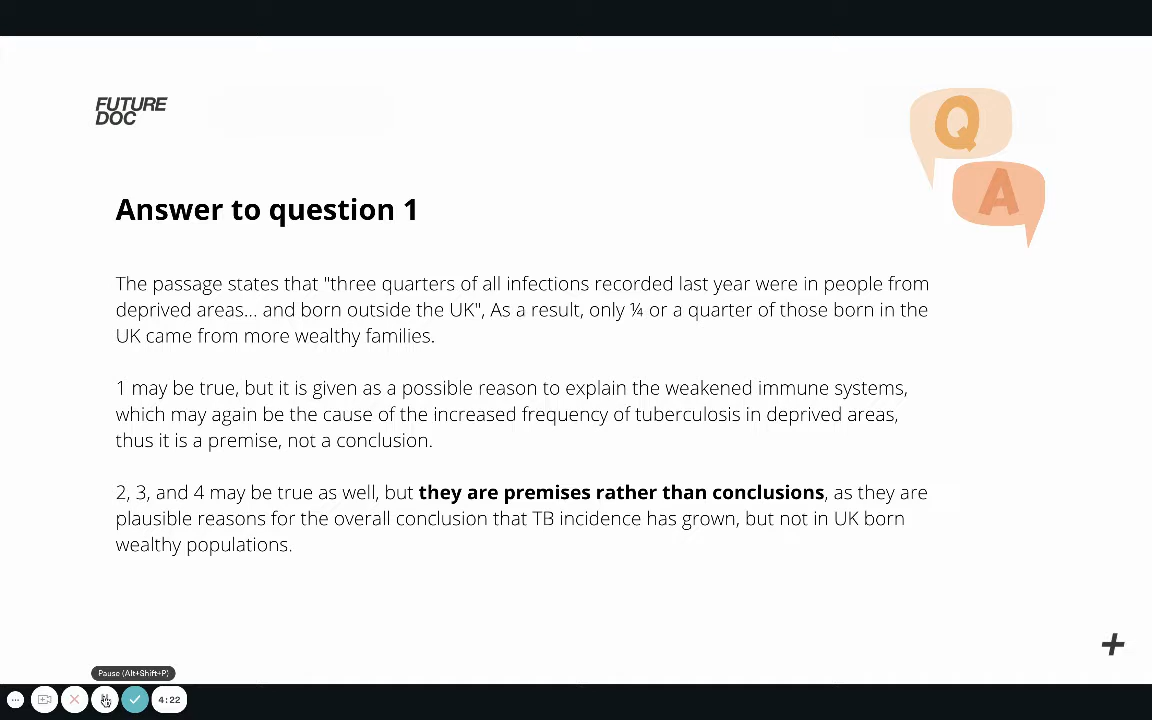 FUTURE
DOC
Q
A
Answer to question 1
The passage states that "three quarters of all infections recorded last year were in people from
deprived areas... and born outside the UK", As a result, only ¼ or a quarter of those born in the
UK came from more wealthy families.
1 may be true, but it is given as a possible reason to explain the weakened immune systems,
which may again be the cause of the increased frequency of tuberculosis in deprived areas,
thus it is a premise, not a conclusion.
2, 3, and 4 may be true as well, but they are premises rather than conclusions, as they are
plausible reasons for the overall conclusion that TB incidence has grown, but not in UK born
wealthy populations.
Pause (Alt+Shift+P)
4:22